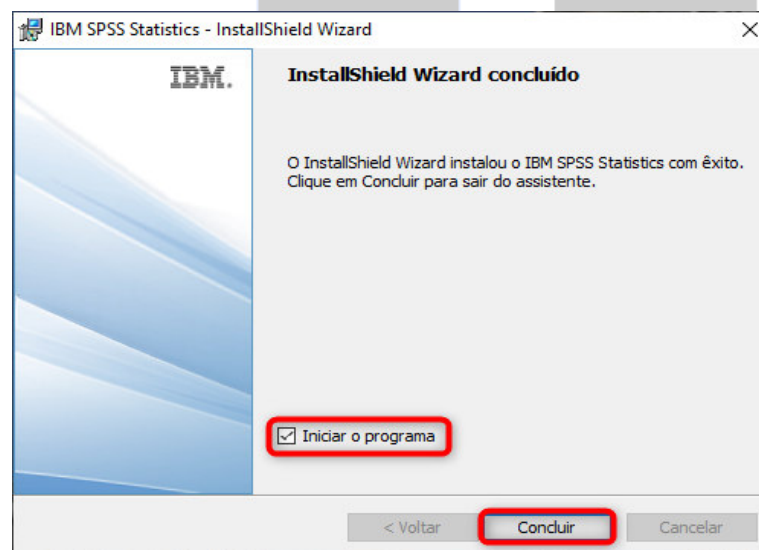 IBM SPSS Statistics - InstallShield Wizard
IBM.
InstallShield Wizard concluído
O InstallShield Wizard instalou o IBM SPSS Statistics com êxito.
Clique em Concluir para sair do assistente.
Iniciar o programa
< Voltar
Concluir
Cancelar